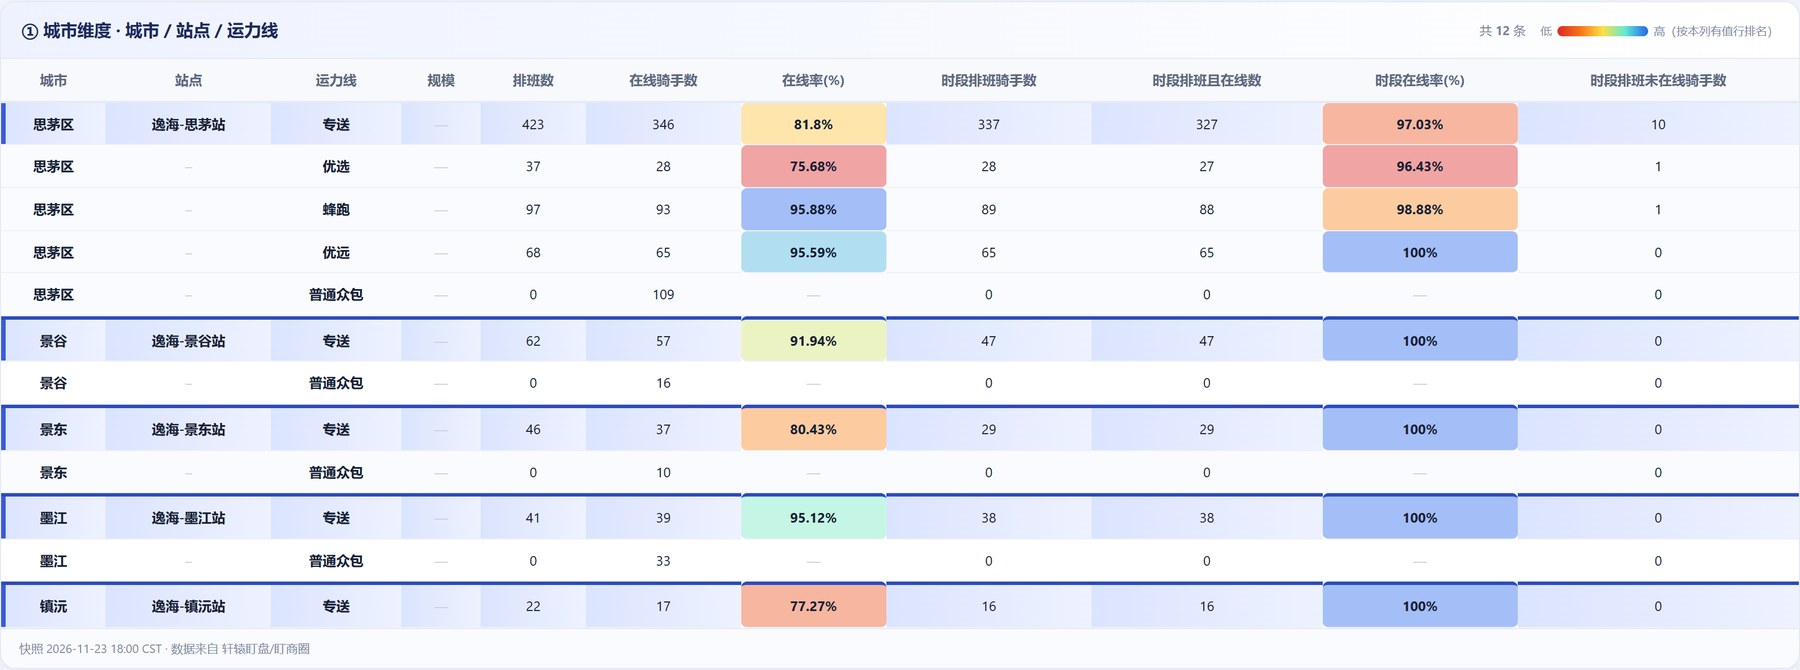 ① 城市维度 · 城市 / 站点 / 运力线
共 12 条 低 高 (按本列有值行排名)
城市 站点 运力线 规模 排班数 在线骑手数 在线率(%) 时段排班骑手数 时段排班且在线数 时段在线率(%) 时段排班未在线骑手数
思茅区 逸海-思茅站 专送 — 423 346 81.8% 337 327 97.03% 10
思茅区 – 优选 — 37 28 75.68% 28 27 96.43% 1
思茅区 – 蜂跑 — 97 93 95.88% 89 88 98.88% 1
思茅区 – 优远 — 68 65 95.59% 65 65 100% 0
思茅区 – 普通众包 — 0 109 — 0 0 — 0
景谷 逸海-景谷站 专送 — 62 57 91.94% 47 47 100% 0
景谷 – 普通众包 — 0 16 — 0 0 — 0
景东 逸海-景东站 专送 — 46 37 80.43% 29 29 100% 0
景东 – 普通众包 — 0 10 — 0 0 — 0
墨江 逸海-墨江站 专送 — 41 39 95.12% 38 38 100% 0
墨江 – 普通众包 — 0 33 — 0 0 — 0
镇沅 逸海-镇沅站 专送 — 22 17 77.27% 16 16 100% 0
快照 2026-11-23 18:00 CST · 数据来自 轩辕盯盘/盯商圈